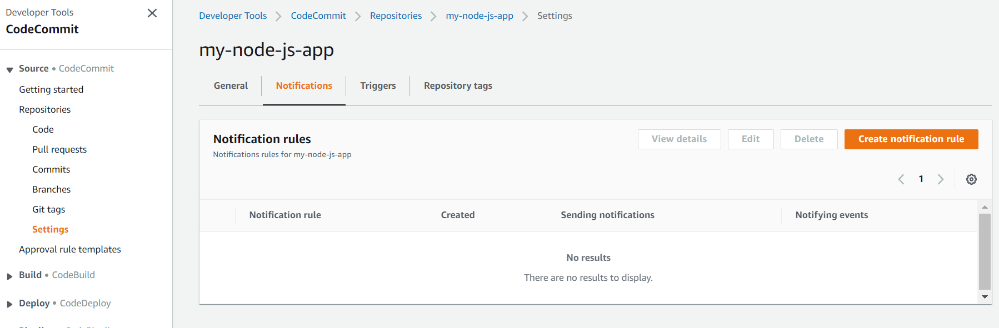 Developer Tools
CodeCommit
Source • CodeCommit
Getting started
Repositories
Code
Pull requests
Commits
Branches
Git tags
Settings
Approval rule templates
Build • CodeBuild
Deploy • CodeDeploy
Developer Tools > CodeCommit > Repositories > my-node-js-app > Settings
my-node-js-app
General Notifications Triggers Repository tags
Notification rules
Notifications rules for my-node-js-app
View details Edit Delete Create notification rule
1
Notification rule Created Sending notifications Notifying events
No results
There are no results to display.